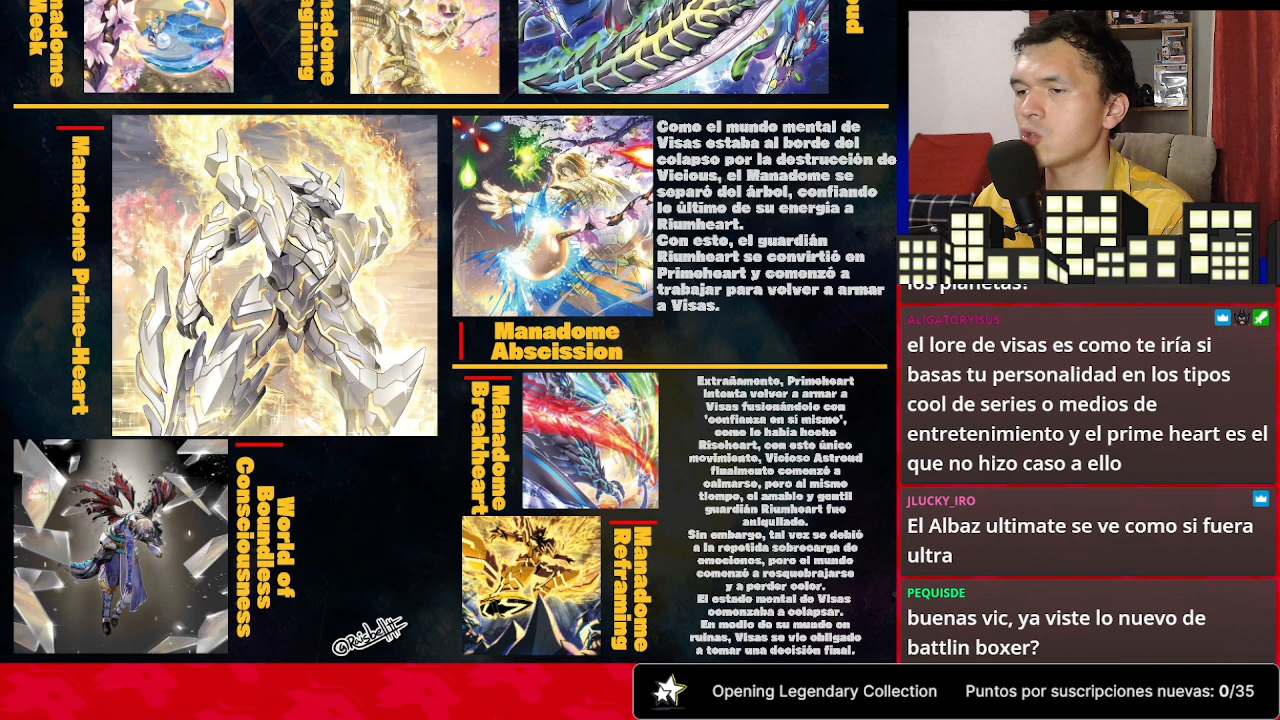 anadome
Week
anadome
egining
oud
Manadome Prime-Heart
Como el mundo mental de
Visas estaba al borde del
colapso por la destrucción de
Vicious, el Manadome se
separó del árbol, confiando
lo último de su energía a
Riumheart.
Con esto, el guardián
Riumheart se convirtió en
Primeheart y comenzó a
trabajar para volver a armar
a Visas.
Manadome
Abscission
Manadome
Breakheart
Extrañamente, Primeheart
intenta volver a armar a
Visas fusionándolo con
'confianza en sí mismo',
como lo había hecho
Riseheart, con este único
movimiento, Vicioso Astroud
finalmente comenzó a
calmarse, pero al mismo
tiempo, el amable y gentil
guardián Riumheart fue
aniquilado.
Sin embargo, tal vez se debió
a la repetida sobrecarga de
emociones, pero el mundo
comenzó a resquebrajarse
y a perder color.
El estado mental de Visas
comenzaba a colapsar.
En medio de su mundo en
ruinas, Visas se vio obligado
a tomar una decisión final.
Manadome
Reframing
World of
Boundless
Consciousness
los planetas?
ALIGATORYISUS
el lore de visas es como te iría si
basas tu personalidad en los tipos
cool de series o medios de
entretenimiento y el prime heart es el
que no hizo caso a ello
JLUCKY_IRO
El Albaz ultimate se ve como si fuera
ultra
PEQUISDE
buenas vic, ya viste lo nuevo de
battlin boxer?
Opening Legendary Collection
Puntos por suscripciones nuevas: 0/35